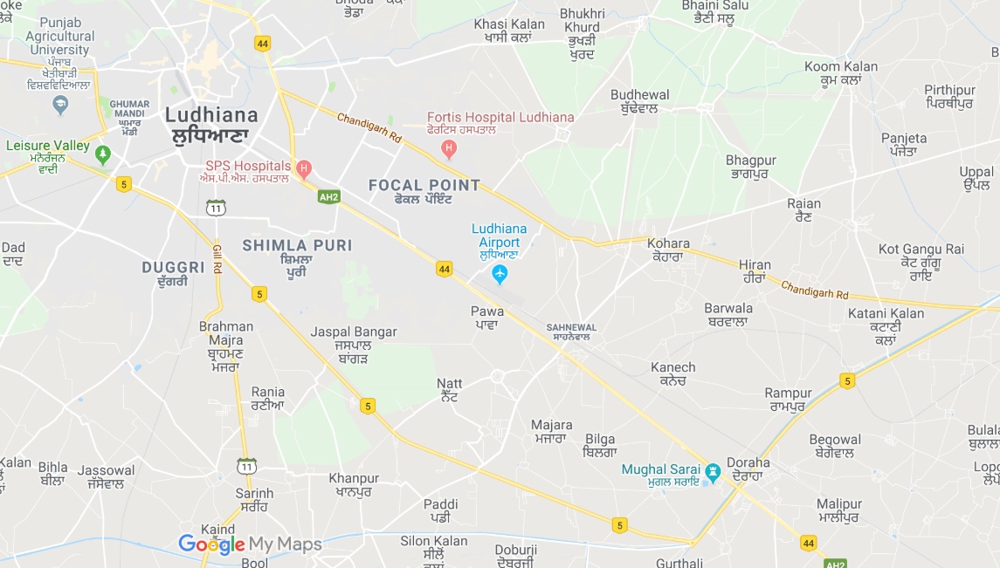 oke
ਕੇ
Punjab
Agricultural
University
ਪੰਜਾਬ
ਖੇਤੀਬਾੜੀ
ਵਿਸ਼ਵਵਿਦਿਆਲਾ
44
Bhoda
ਭੋਡਾ
Khasi Kalan
ਖਾਸੀ ਕਲਾਂ
Bhukhri
Khurd
ਭੁਖੜੀ
ਖੁਰਦ
Bhaini Salu
ਭੈਣੀ ਸਲੂ
Koom Kalan
ਕੂਮ ਕਲਾਂ
Pirthipur
ਪਿਰਥੀਪੁਰ
Budhewal
ਬੁੱਢੇਵਾਲ
GHUMAR
MANDI
ਘੁਮਾਰ
ਮੰਡੀ
Ludhiana
ਲੁਧਿਆਣਾ
Chandigarh Rd
Fortis Hospital Ludhiana
ਫੋਰਟਿਸ ਹਸਪਤਾਲ
H
Panjeta
ਪੰਜੇਤਾ
Leisure Valley
ਮਨੋਰੰਜਨ
ਵਾਦੀ
SPS Hospitals
ਐਸ.ਪੀ.ਐਸ. ਹਸਪਤਾਲ
H
Bhagpur
ਭਾਗਪੁਰ
Uppal
ਉੱਪਲ
5
AH2
FOCAL POINT
ਫੋਕਲ ਪੌਇੰਟ
11
Raian
ਰੈਣ
Ludhiana
Airport
ਲੁਧਿਆਣਾ
Dad
ਦਾਦ
SHIMLA PURI
ਸ਼ਿਮਲਾ
ਪੂਰੀ
Gill Rd
Kohara
ਕੋਹਾਰਾ
Kot Gangu Rai
ਕੋਟ ਗੰਗੂ
ਰਾਇ
DUGGRI
ਦੁੱਗਰੀ
44
Hiran
ਹੀਰਾਂ
Chandigarh Rd
5
Pawa
ਪਾਵਾ
Barwala
ਬਰਵਾਲਾ
Katani Kalan
ਕਟਾਣੀ
ਕਲਾਂ
Brahman
Majra
ਬ੍ਰਾਹਮਣ
ਮਜਰਾ
Jaspal Bangar
ਜਸਪਾਲ
ਬਾਂਗੜ
SAHNEWAL
ਸਾਹਨੇਵਾਲ
Kanech
ਕਨੇਚ
5
Rania
ਰਣੀਆ
Natt
ਨੱਟ
5
Rampur
ਰਾਮਪੁਰ
Majara
ਮਜਾਰਾ
Bilga
ਬਿਲਗਾ
Begowal
ਬੇਗੋਵਾਲ
Kalan
Bihla
ਬੀਲਾ
Jassowal
ਜੱਸੋਵਾਲ
11
Mughal Sarai
ਮੁਗਲ ਸਰਾਇ
Doraha
ਦੋਰਾਹਾ
Khanpur
ਖਾਨਪੁਰ
Sarinh
ਸਰੀਂਹ
Paddi
ਪਡੀ
Malipur
ਮਾਲੀਪੁਰ
5
Kaind
Google My Maps
Silon Kalan
ਸੀਲੋਂ
ਕਲਾਂ
Doburji
ਦੋਬੁਰਜੀ
44
Bool
Gurthali
AH2